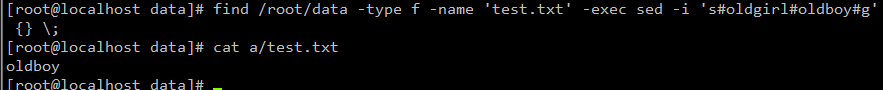 [root@localhost data]# find /root/data -type f -name 'test.txt' -exec sed -i 's#oldgirl#oldboy#g'
 {} \;
[root@localhost data]# cat a/test.txt
oldboy
[root@localhost data]#